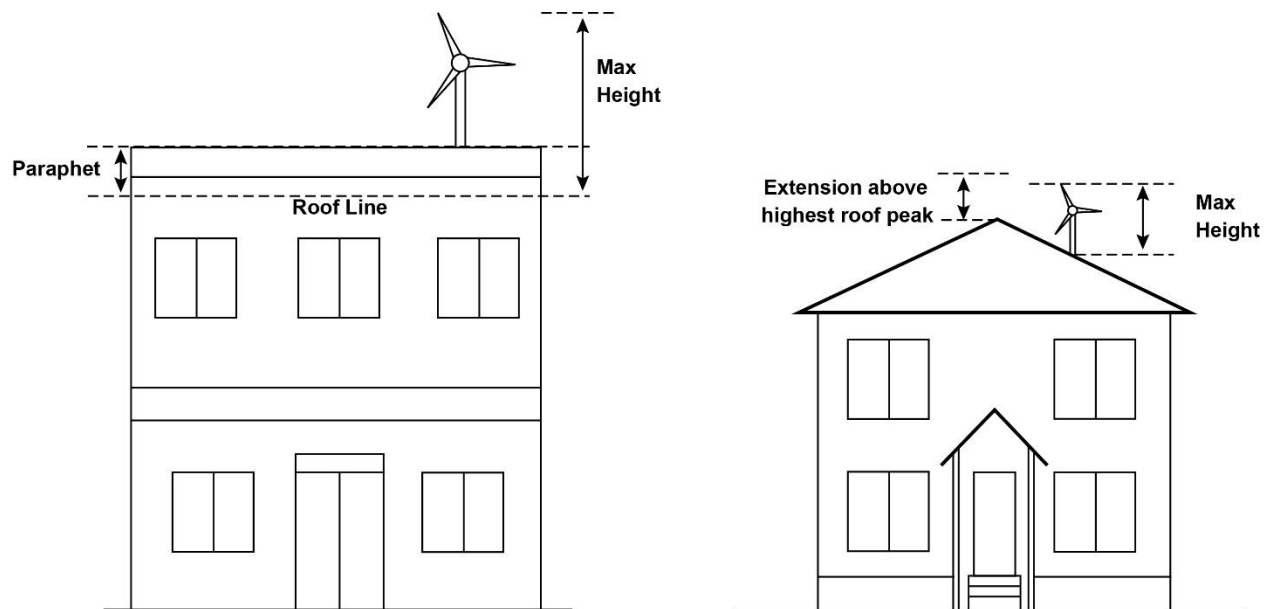 Max
Height
Paraphet
Roof Line
Extension above
highest roof peak
Max
Height